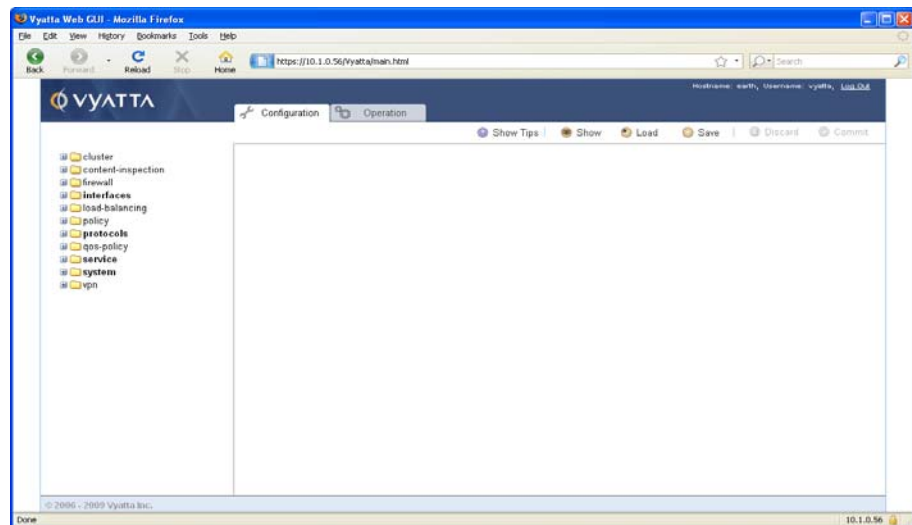 Vyatta Web GUI - Mozilla Firefox
File Edit View History Bookmarks Tools Help
Back Forward Reload Stop Home https://10.1.0.56/Vyatta/main.html Search
VYATTA
Hostname: earth, Username: vyatta, Log Out
Configuration Operation
Show Tips Show Load Save Discard Commit
cluster
content-inspection
firewall
interfaces
load-balancing
policy
protocols
qos-policy
service
system
vpn
© 2006 - 2009 Vyatta Inc.
Done 10.1.0.56